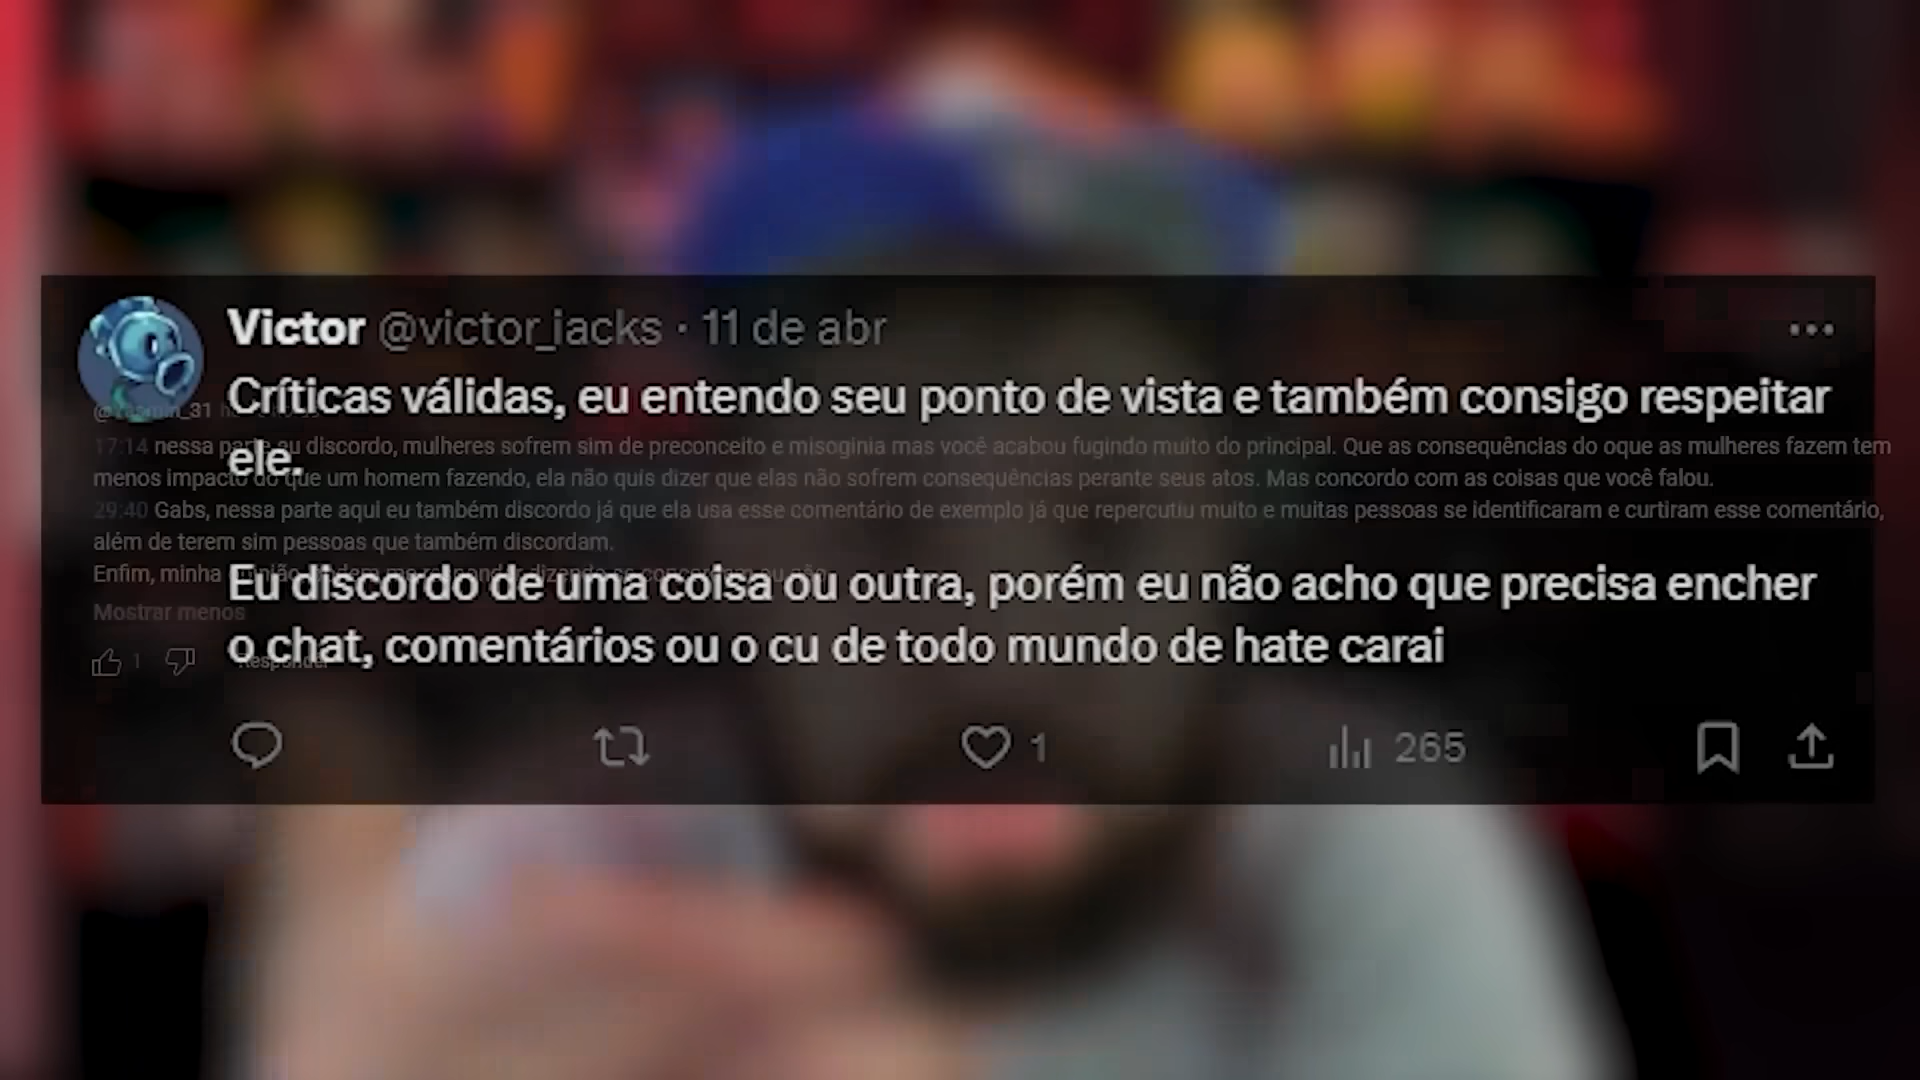 Victor @victor_iacks · 11 de abr
Críticas válidas, eu entendo seu ponto de vista e também consigo respeitar
ele.
Eu discordo de uma coisa ou outra, porém eu não acho que precisa encher
o chat, comentários ou o cu de todo mundo de hate carai
1
265
17:14 nessa parte eu discordo, mulheres sofrem sim de preconceito e misoginia mas você acabou fugindo muito do principal. Que as consequências do oque as mulheres fazem tem
menos impacto do que um homem fazendo, ela não quis dizer que elas não sofrem consequências perante seus atos. Mas concordo com as coisas que você falou.
29:40 Gabs, nessa parte aqui eu também discordo já que ela usa esse comentário de exemplo já que repercutiu muito e muitas pessoas se identificaram e curtiram esse comentário,
além de terem sim pessoas que também discordam.
Enfim, minha
Mostrar menos
1
Responder